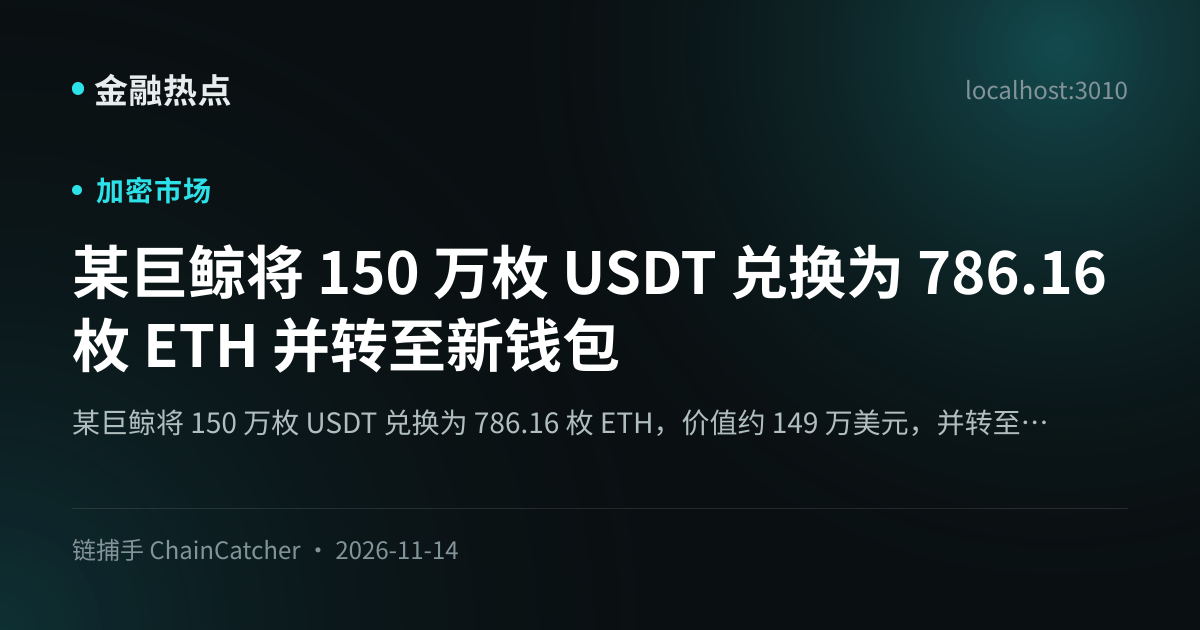 金融热点
localhost:3010
加密市场
某巨鲸将 150 万枚 USDT 兑换为 786.16
枚 ETH 并转至新钱包
某巨鲸将 150 万枚 USDT 兑换为 786.16 枚 ETH，价值约 149 万美元，并转至…
链捕手 ChainCatcher · 2026-11-14